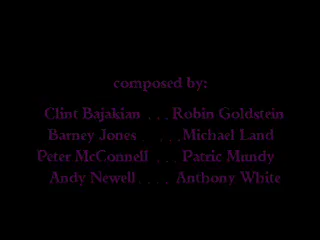 composed by:
Clint Bajakian . . . Robin Goldstein
Barney Jones . . . . Michael Land
Peter McConnell . . . Patric Mundy
Andy Newell . . . . Anthony White